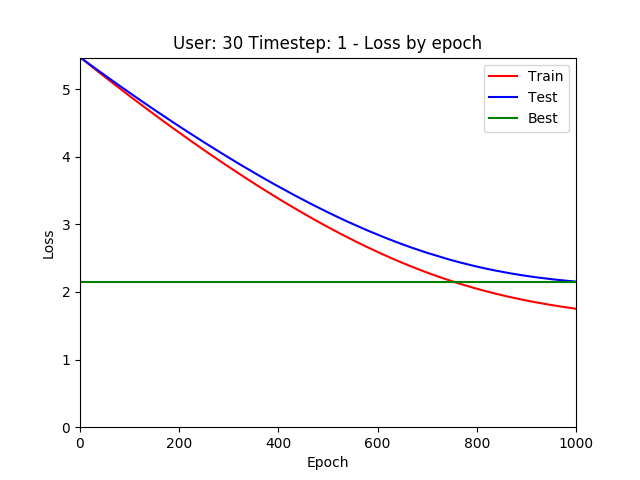 User: 30 Timestep: 1 - Loss by epoch
Train
Test
Best
Loss
5
4
3
2
1
0
0 200 400 600 800 1000
Epoch